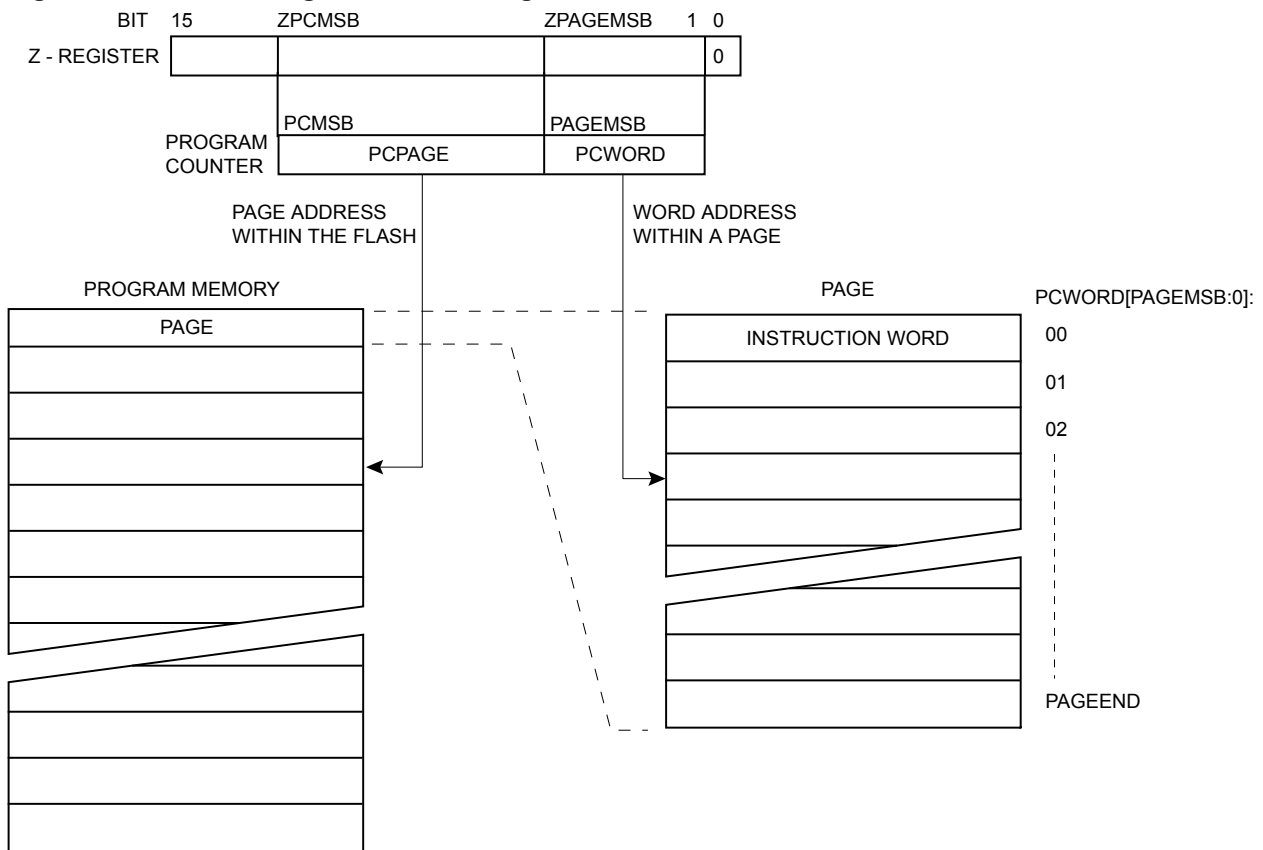 BIT 15 ZPCMSB ZPAGEMSB 1 0
Z - REGISTER 0
PCMSB PAGEMSB
PROGRAM
COUNTER
PCPAGE PCWORD
PAGE ADDRESS
WITHIN THE FLASH
WORD ADDRESS
WITHIN A PAGE
PROGRAM MEMORY
PAGE
PAGE
INSTRUCTION WORD
PCWORD[PAGEMSB:0]:
00
01
02
PAGEEND